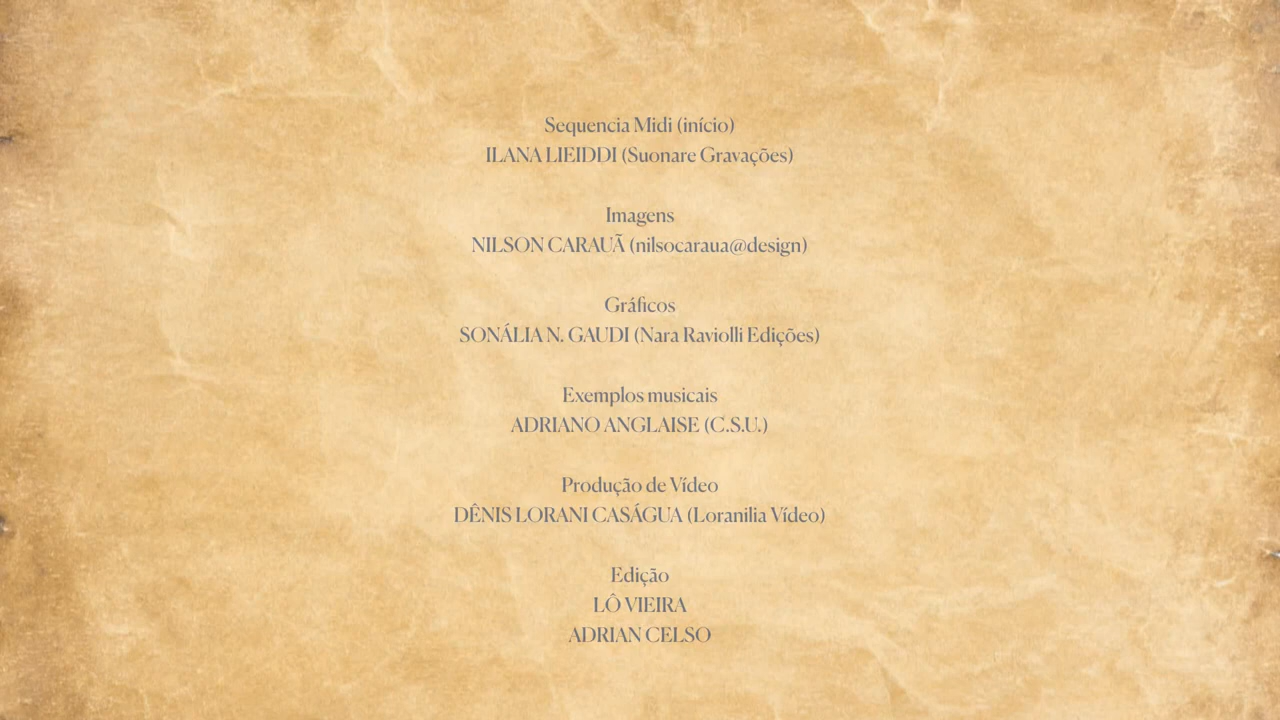 Sequencia Midi (início)
ILANA LIEIDDI (Suonare Gravações)
Imagens
NILSON CARAUÃ (nilsocaraua@design)
Gráficos
SONÁLIA N. GAUDI (Nara Raviolli Edições)
Exemplos musicais
ADRIANO ANGLAISE (C.S.U.)
Produção de Vídeo
DÊNIS LORANI CASÁGUA (Loranilia Vídeo)
Edição
LÔ VIEIRA
ADRIAN CELSO